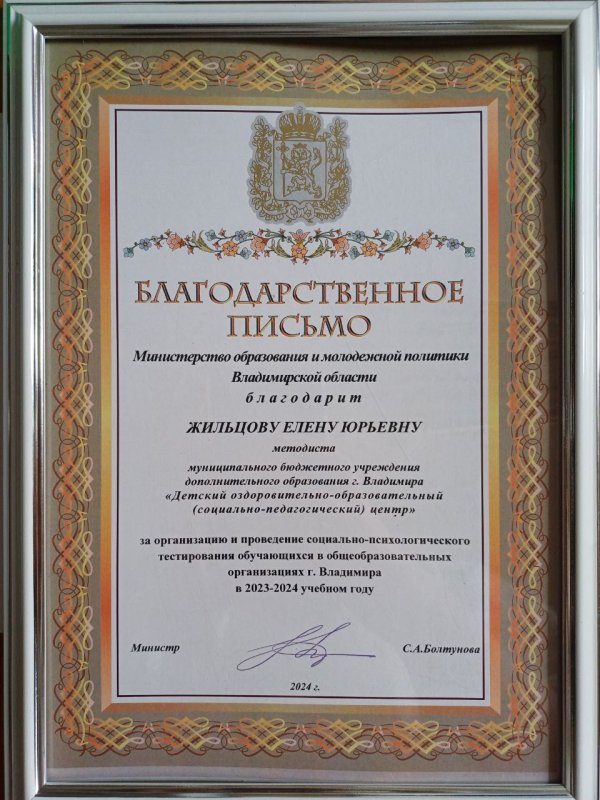 БЛАГОДАРСТВЕННОЕ
ПИСЬМО
Министерство образования и молодежной политики
Владимирской области
благодарит
ЖИЛЬЦОВУ ЕЛЕНУ ЮРЬЕВНУ
методиста
муниципального бюджетного учреждения
дополнительного образования г. Владимира
«Детский оздоровительно-образовательный
(социально-педагогический) центр»
за организацию и проведение социально-психологического
тестирования обучающихся в общеобразовательных
организациях г. Владимира
в 2023-2024 учебном году
Министр С.А.Болтунова
2024 г.